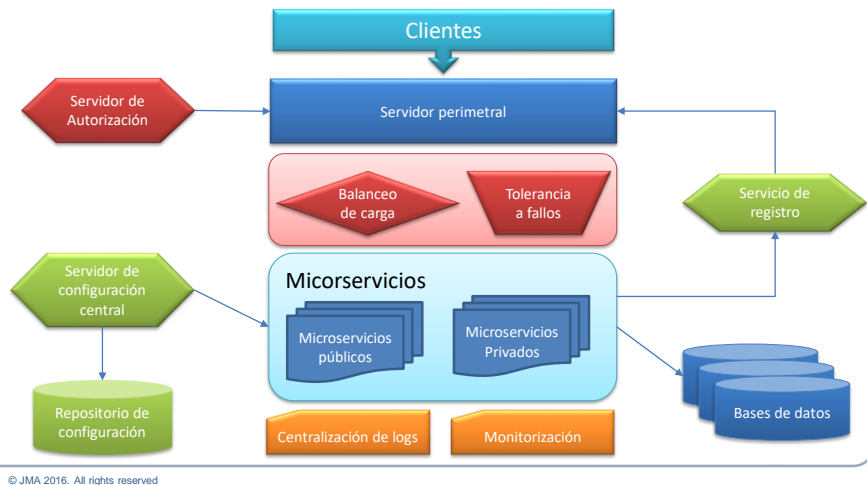 Clientes
Servidor de
Autorización
Servidor perimetral
Balanceo
de carga
Tolerancia
a fallos
Servicio de
registro
Servidor de
configuración
central
Micorservicios
Microservicios
públicos
Microservicios
Privados
Repositorio de
configuración
Bases de datos
Centralización de logs
Monitorización
© JMA 2016. All rights reserved